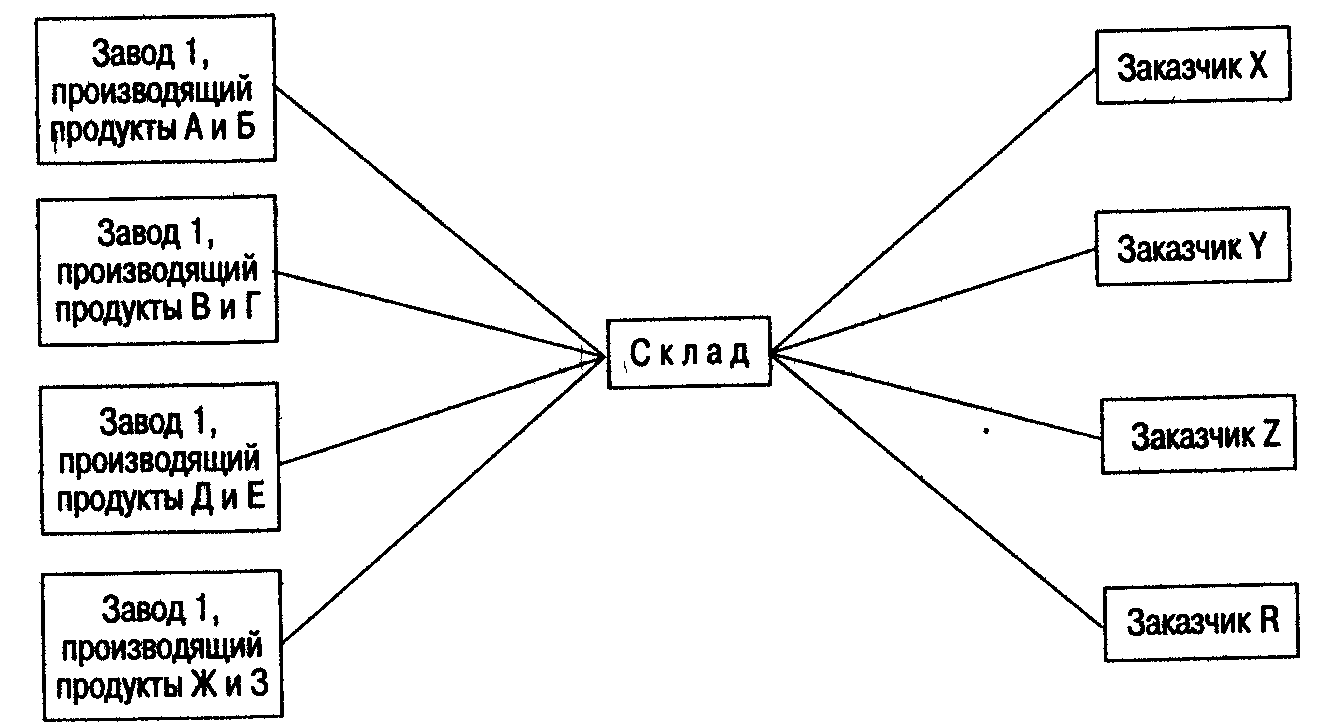 Завод 1,
производящий
продукты А и Б
Завод 1,
производящий
продукты В и Г
Завод 1,
производящий
продукты Д и Е
Завод 1,
производящий
продукты Ж и З
Склад
Заказчик X
Заказчик Y
Заказчик Z
Заказчик R